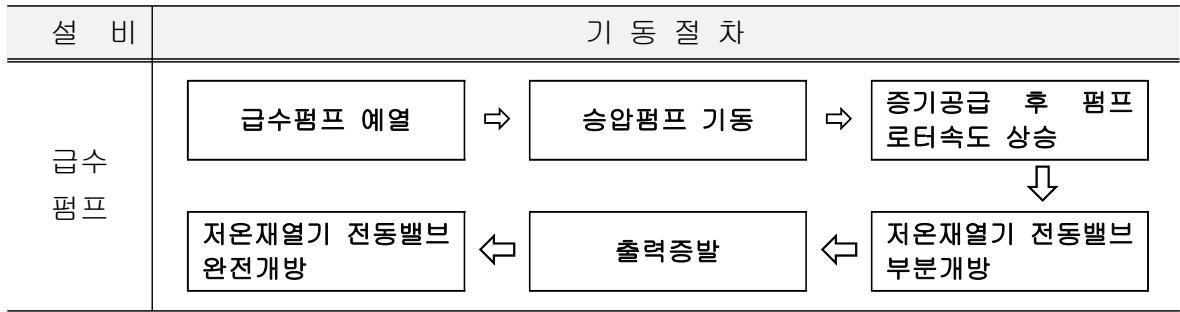 설 비
기 동 절 차
급수
펌프
급수펌프 예열
⇨
승압펌프 기동
⇨
증기공급 후 펌프
로터속도 상승
⇩
저온재열기 전동밸브
부분개방
⇦
출력증발
⇦
저온재열기 전동밸브
완전개방